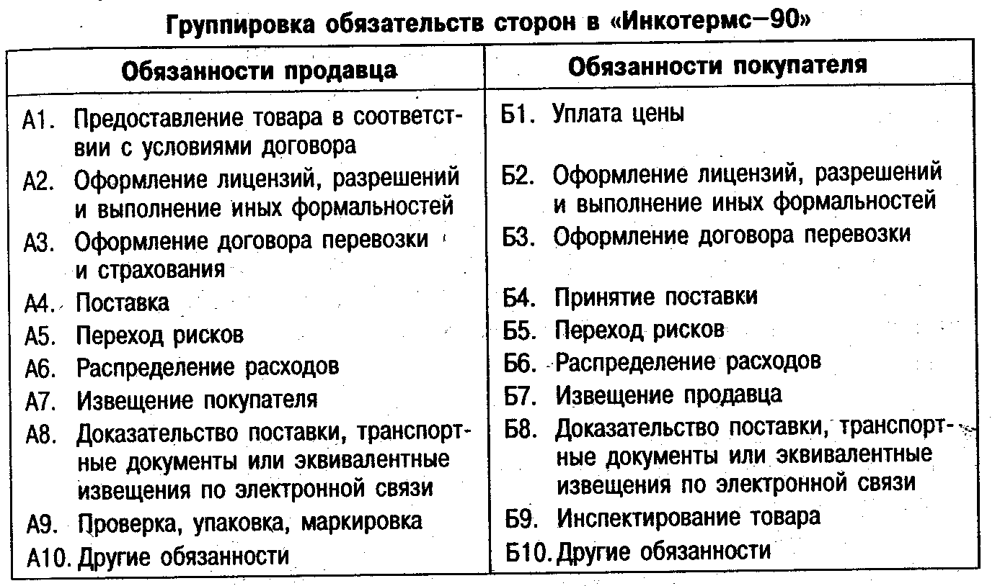 Группировка обязательств сторон в «Инкотермс—90»
Обязанности продавца
А1. Предоставление товара в соответст-
вии с условиями договора
А2. Оформление лицензий, разрешений
и выполнение иных формальностей
А3. Оформление договора перевозки
и страхования
А4. Поставка
А5. Переход рисков
А6. Распределение расходов
А7. Извещение покупателя
А8. Доказательство поставки, транспорт-
ные документы или эквивалентные
извещения по электронной связи
А9. Проверка, упаковка, маркировка
А10. Другие обязанности
Обязанности покупателя
Б1. Уплата цены
Б2. Оформление лицензий, разрешений
и выполнение иных формальностей
Б3. Оформление договора перевозки
Б4. Принятие поставки
Б5. Переход рисков
Б6. Распределение расходов
Б7. Извещение продавца
Б8. Доказательство поставки, транспорт-
ные документы или эквивалентные
извещения по электронной связи
Б9. Инспектирование товара
Б10. Другие обязанности